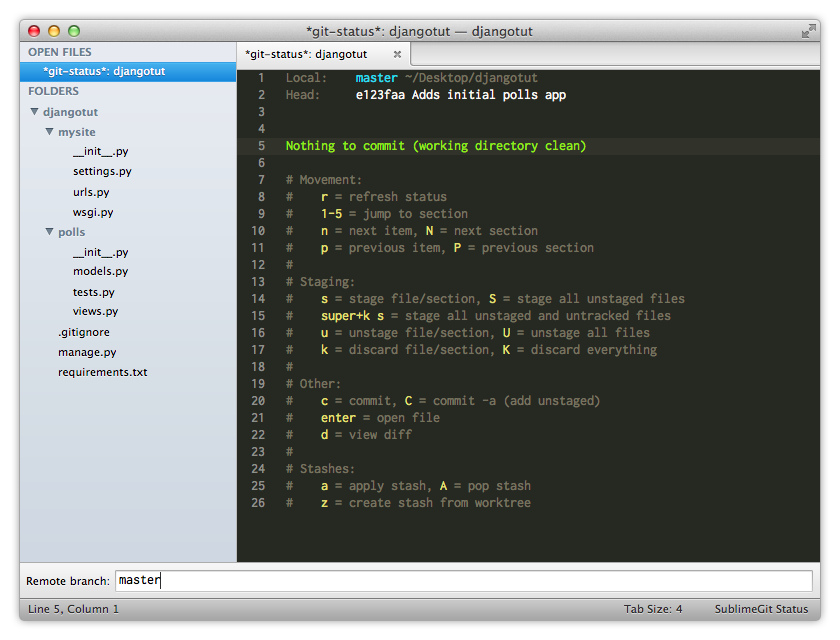 *git-status*: djangotut — djangotut
OPEN FILES
*git-status*: djangotut
FOLDERS
djangotut
mysite
__init__.py
settings.py
urls.py
wsgi.py
polls
__init__.py
models.py
tests.py
views.py
.gitignore
manage.py
requirements.txt
*git-status*: djangotut ×
1 Local: master ~/Desktop/djangotut
2 Head: e123faa Adds initial polls app
3
4
5 Nothing to commit (working directory clean)
6
7 # Movement:
8 # r = refresh status
9 # 1-5 = jump to section
10 # n = next item, N = next section
11 # p = previous item, P = previous section
12 #
13 # Staging:
14 # s = stage file/section, S = stage all unstaged files
15 # super+k s = stage all unstaged and untracked files
16 # u = unstage file/section, U = unstage all files
17 # k = discard file/section, K = discard everything
18 #
19 # Other:
20 # c = commit, C = commit -a (add unstaged)
21 # enter = open file
22 # d = view diff
23 #
24 # Stashes:
25 # a = apply stash, A = pop stash
26 # z = create stash from worktree
Remote branch: master
Line 5, Column 1 Tab Size: 4 SublimeGit Status